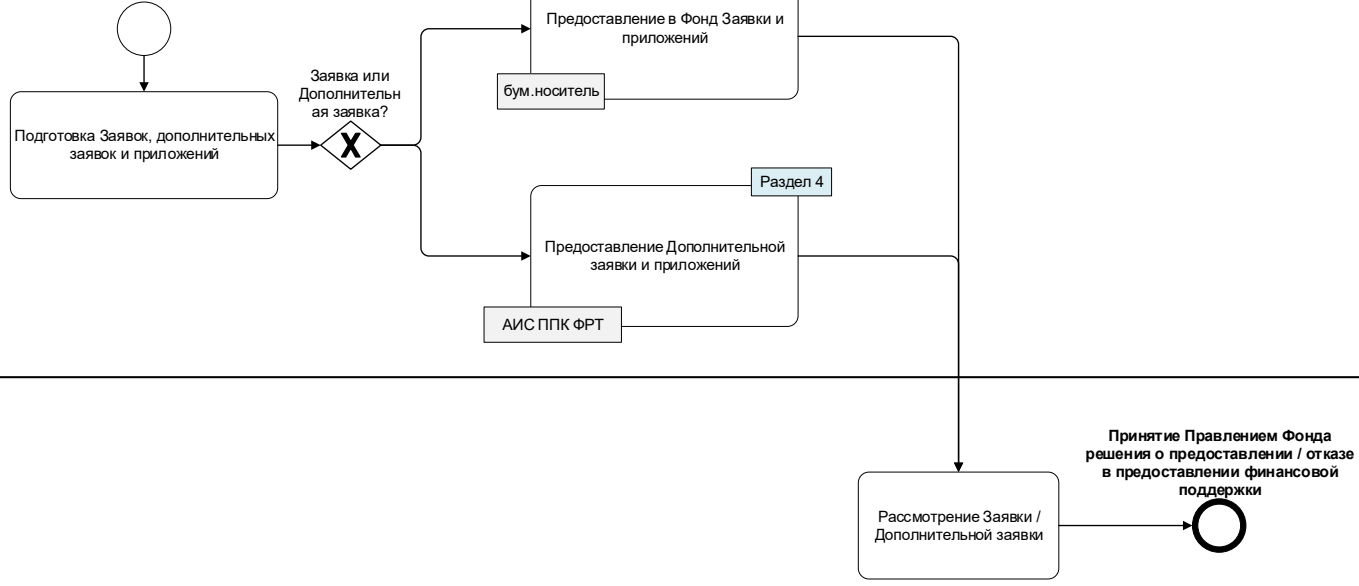 Предоставление в Фонд Заявки и
приложений
бум.носитель
Заявка или
Дополнительн
ая заявка?
X
Подготовка Заявок, дополнительных
заявок и приложений
Раздел 4
Предоставление Дополнительной
заявки и приложений
АИС ППК ФРТ
Принятие Правлением Фонда
решения о предоставлении / отказе
в предоставлении финансовой
поддержки
Рассмотрение Заявки /
Дополнительной заявки